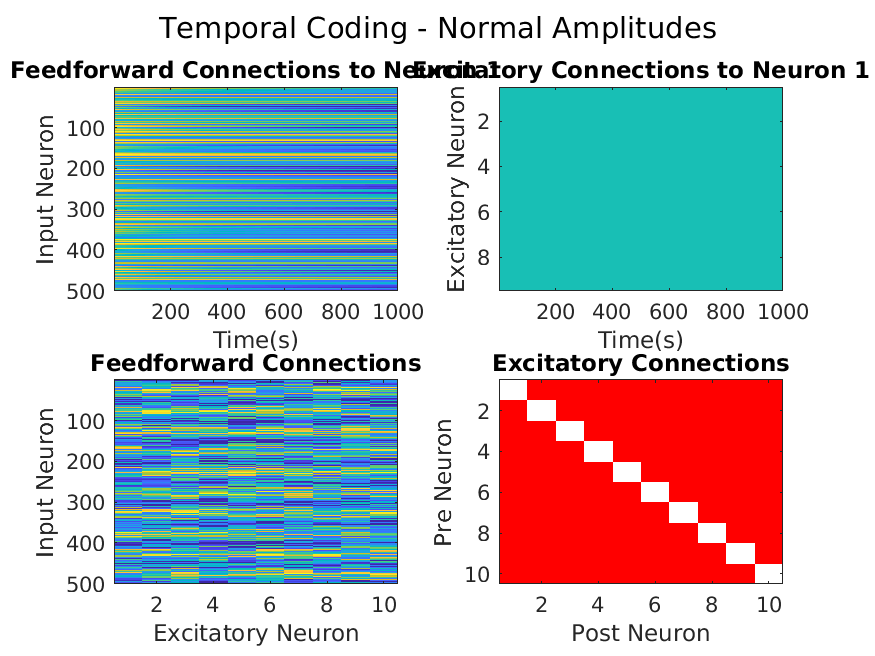 Temporal Coding - Normal Amplitudes
Feedforward Connections to Neuron 1
Excitatory Connections to Neuron 1
Input Neuron
100
200
300
400
500
200 400 600 800 1000
Time(s)
Excitatory Neuron
2
4
6
8
200 400 600 800 1000
Time(s)
Feedforward Connections
Input Neuron
100
200
300
400
500
2 4 6 8 10
Excitatory Neuron
Excitatory Connections
Pre Neuron
2
4
6
8
10
2 4 6 8 10
Post Neuron